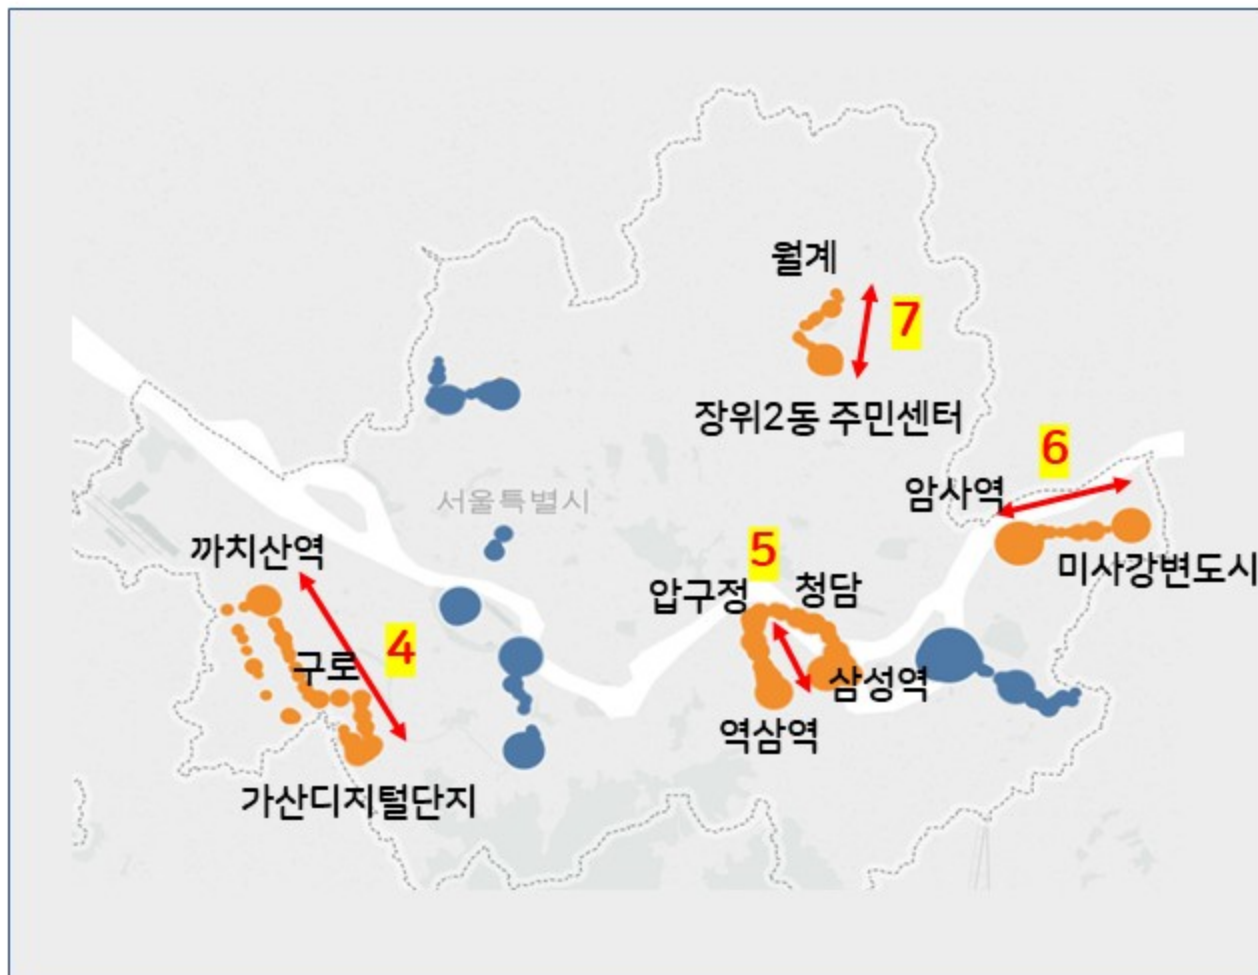 월계
7
장위2동 주민센터
6
암사역
서울특별시
미사강변도시
까치산역
5
압구정
청담
4
구로
삼성역
역삼역
가산디지털단지